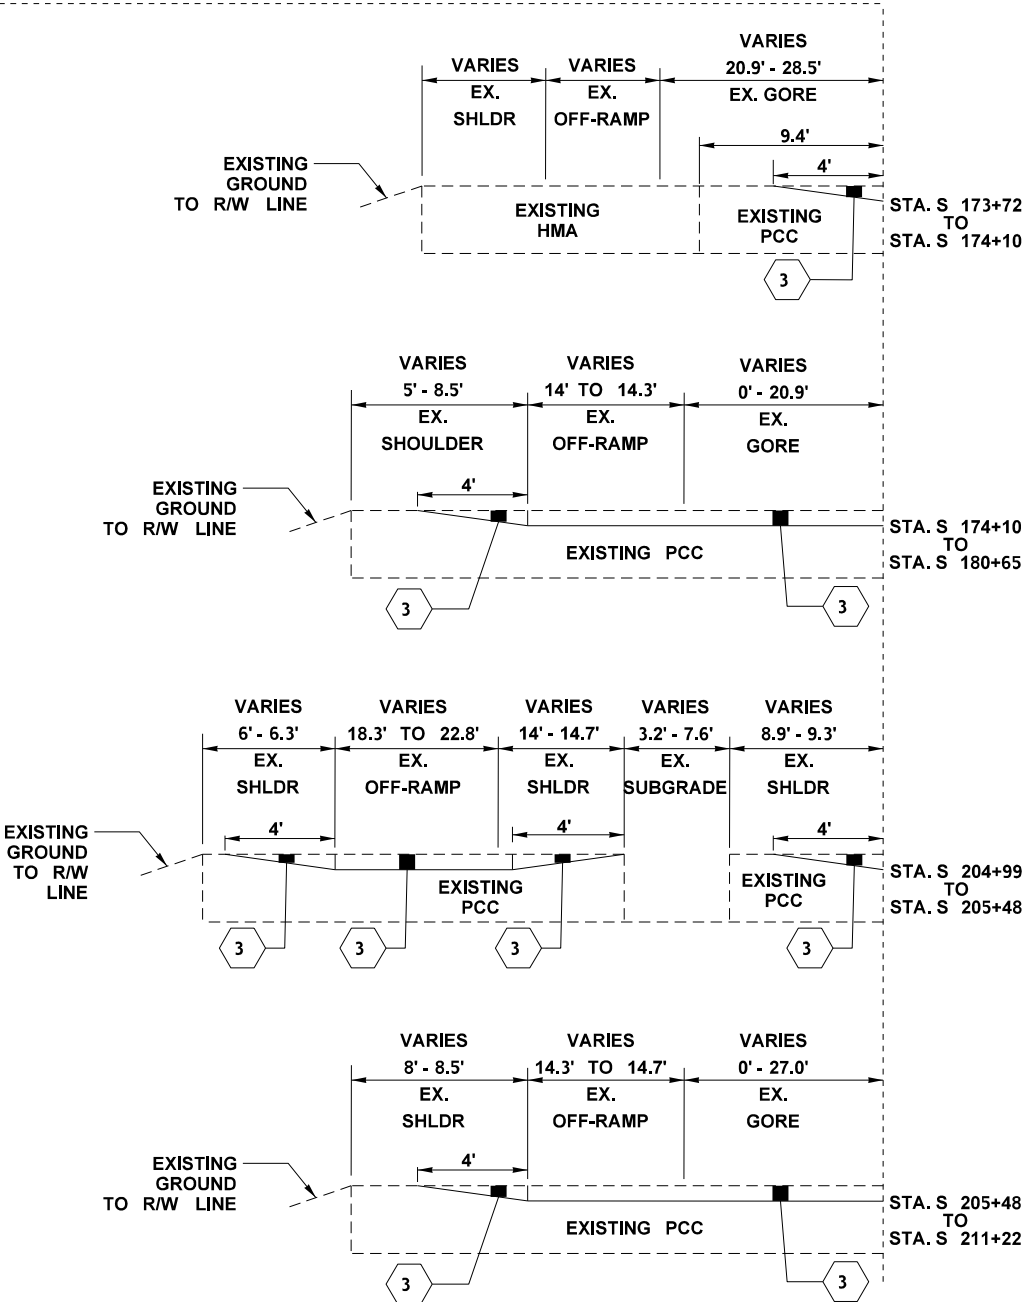 VARIES
VARIES VARIES 20.9' - 28.5'
EX. EX. EX. GORE
SHLDR OFF-RAMP
9.4'
4'
EXISTING
GROUND
TO R/W LINE
EXISTING
HMA
EXISTING
PCC
STA. S 173+72
TO
STA. S 174+10
3
VARIES VARIES VARIES
5' - 8.5' 14' TO 14.3' 0' - 20.9'
EX. EX. EX.
SHOULDER OFF-RAMP GORE
4'
EXISTING
GROUND
TO R/W LINE
EXISTING PCC
STA. S 174+10
TO
STA. S 180+65
3 3
VARIES VARIES VARIES VARIES VARIES
6' - 6.3' 18.3' TO 22.8' 14' - 14.7' 3.2' - 7.6' 8.9' - 9.3'
EX. EX. EX. EX. EX.
SHLDR OFF-RAMP SHLDR SUBGRADE SHLDR
4' 4' 4'
EXISTING
GROUND
TO R/W
LINE
EXISTING
PCC
EXISTING
PCC
STA. S 204+99
TO
STA. S 205+48
3 3 3 3
VARIES VARIES VARIES
8' - 8.5' 14.3' TO 14.7' 0' - 27.0'
EX. EX. EX.
SHLDR OFF-RAMP GORE
4'
EXISTING
GROUND
TO R/W LINE
EXISTING PCC
STA. S 205+48
TO
STA. S 211+22
3 3